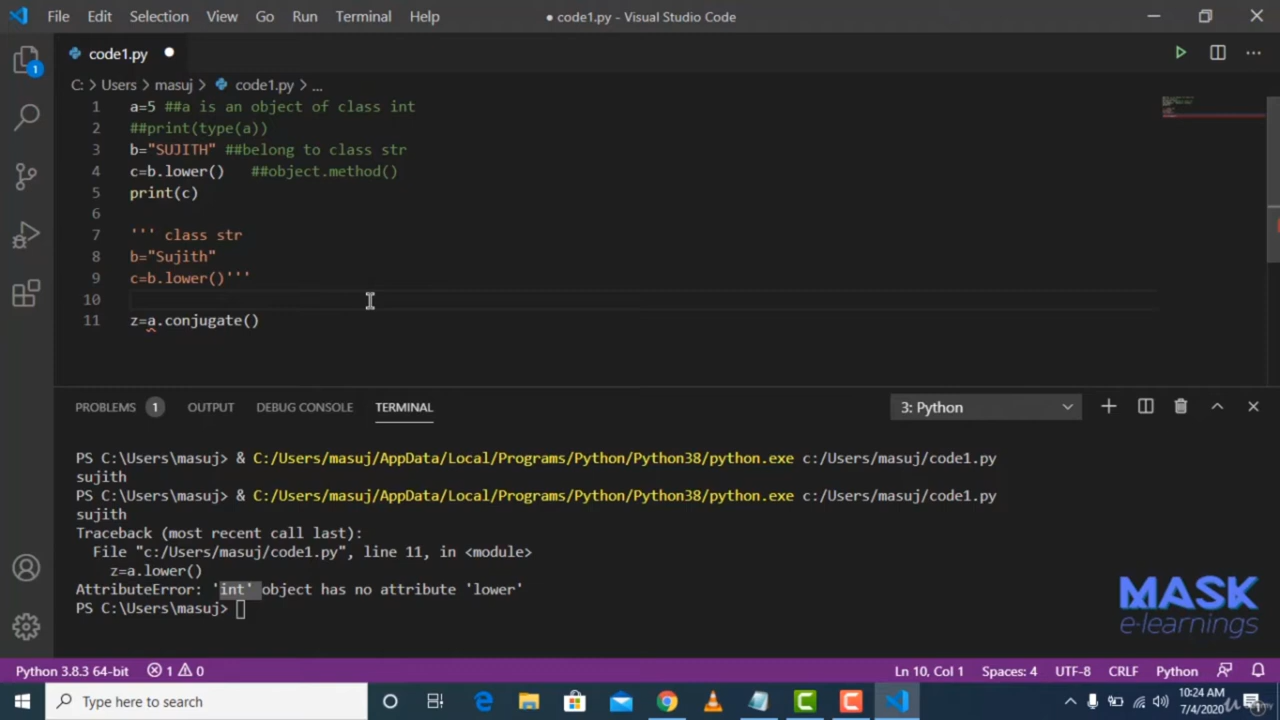 File Edit Selection View Go Run Terminal Help
● code1.py - Visual Studio Code
code1.py
C: > Users > masuj > code1.py > ...
1 a=5 ##a is an object of class int
2 ##print(type(a))
3 b="SUJITH" ##belong to class str
4 c=b.lower()   ##object.method()
5 print(c)
6
7 ''' class str
8 b="Sujith"
9 c=b.lower()'''
10
11 z=a.conjugate()
PROBLEMS 1 OUTPUT DEBUG CONSOLE TERMINAL
3: Python
PS C:\Users\masuj> & C:/Users/masuj/AppData/Local/Programs/Python/Python38/python.exe c:/Users/masuj/code1.py
sujith
PS C:\Users\masuj> & C:/Users/masuj/AppData/Local/Programs/Python/Python38/python.exe c:/Users/masuj/code1.py
sujith
Traceback (most recent call last):
  File "c:/Users/masuj/code1.py", line 11, in <module>
    z=a.lower()
AttributeError: 'int' object has no attribute 'lower'
PS C:\Users\masuj>
MASK
e-learnings
Python 3.8.3 64-bit 1 0 Ln 10, Col 1 Spaces: 4 UTF-8 CRLF Python
Type here to search
10:24 AM
7/4/2020